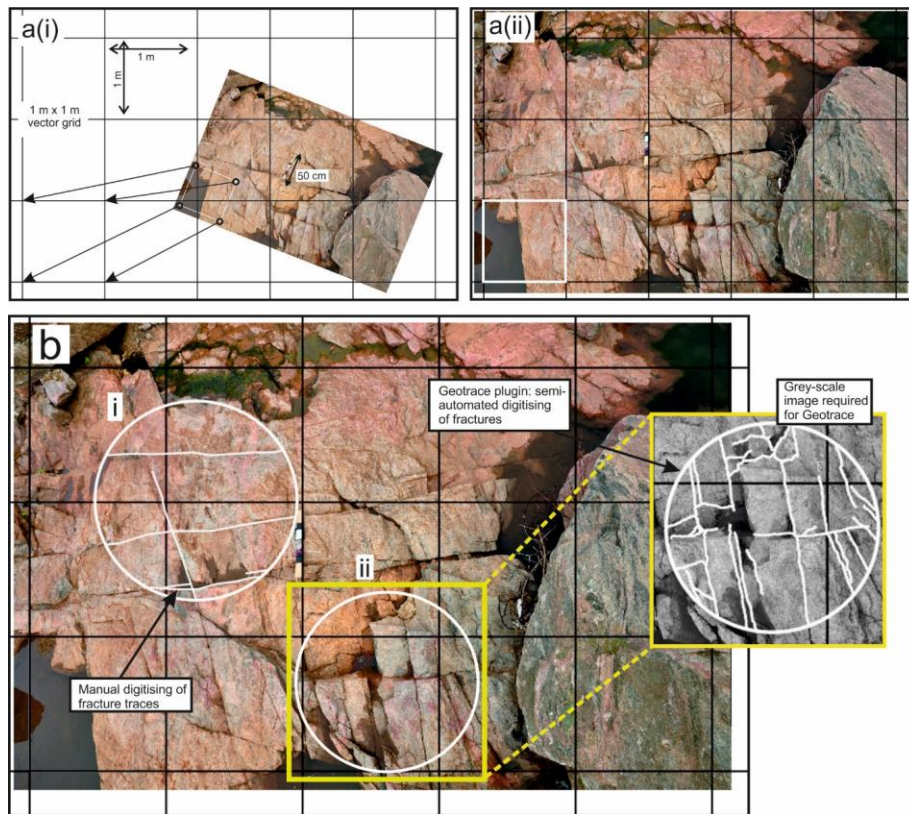 a(i)
1 m
1 m
1 m x 1 m
vector grid
50 cm
a(ii)
b
i
Geotrace plugin: semi-
automated digitising
of fractures
Grey-scale
image required
for Geotrace
ii
Manual digitising of
fracture traces